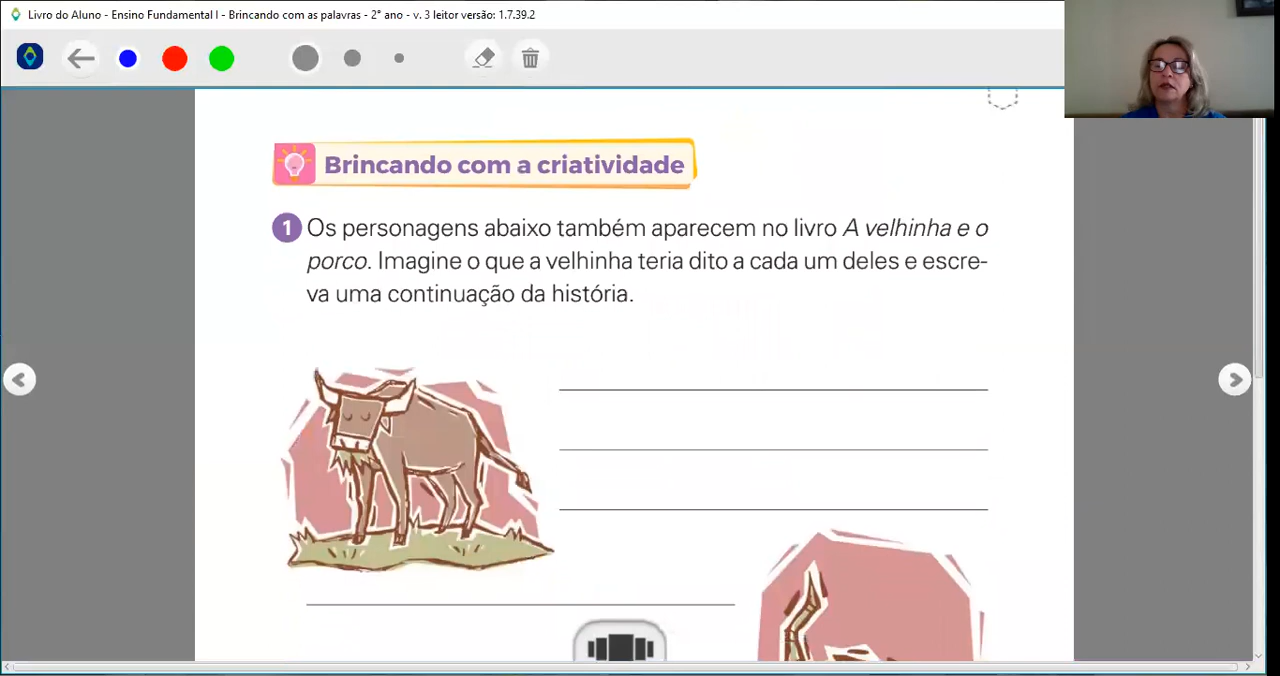 Livro do Aluno - Ensino Fundamental I - Brincando com as palavras - 2° ano - v. 3 leitor versão: 1.7.39.2
Brincando com a criatividade
1 Os personagens abaixo também aparecem no livro A velhinha e o
porco. Imagine o que a velhinha teria dito a cada um deles e escre-
va uma continuação da história.